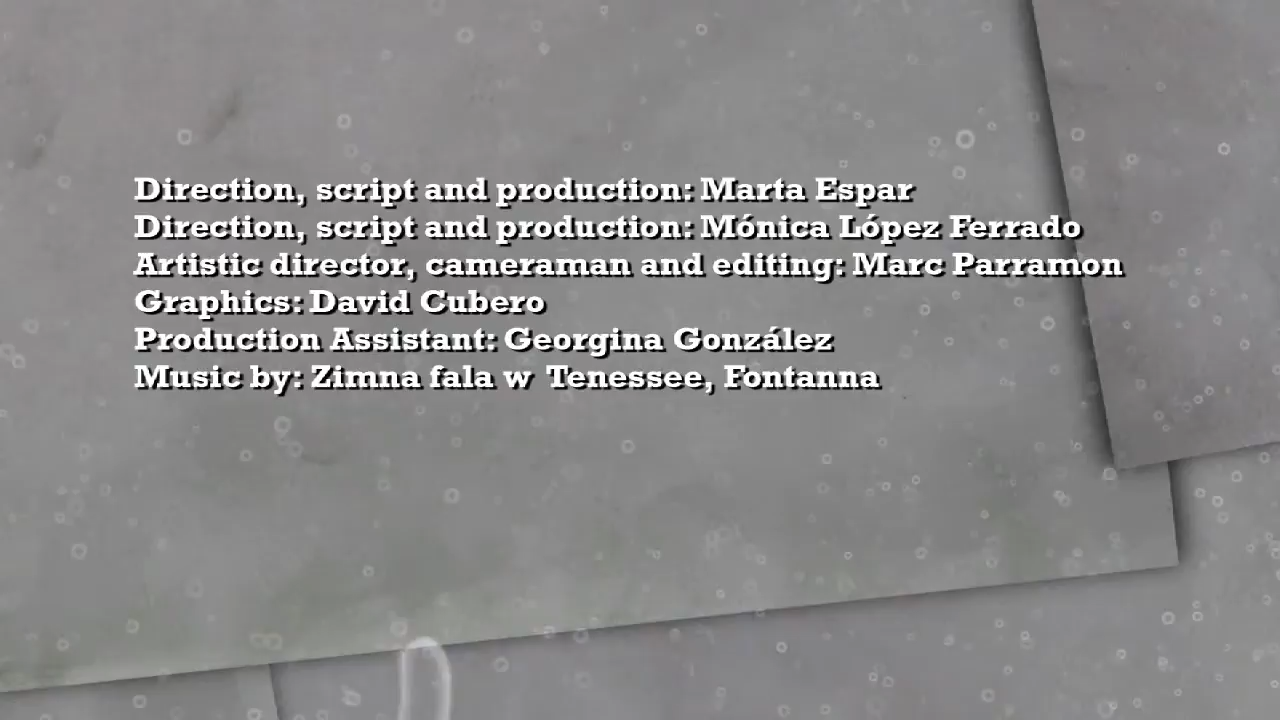 Direction, script and production: Marta Espar
Direction, script and production: Mónica López Ferrado
Artistic director, cameraman and editing: Marc Parramon
Graphics: David Cubero
Production Assistant: Georgina González
Music by: Zimna fala w Tenessee, Fontanna